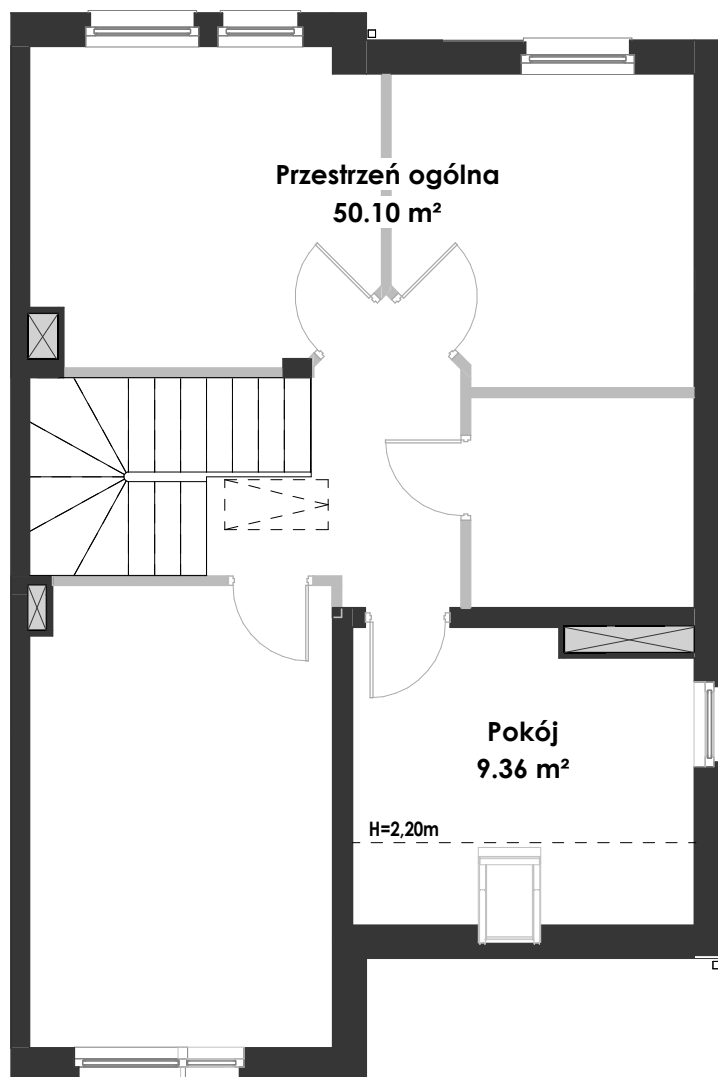 Przestrzeń ogólna
50.10 m²
Pokój
9.36 m²
H=2,20m